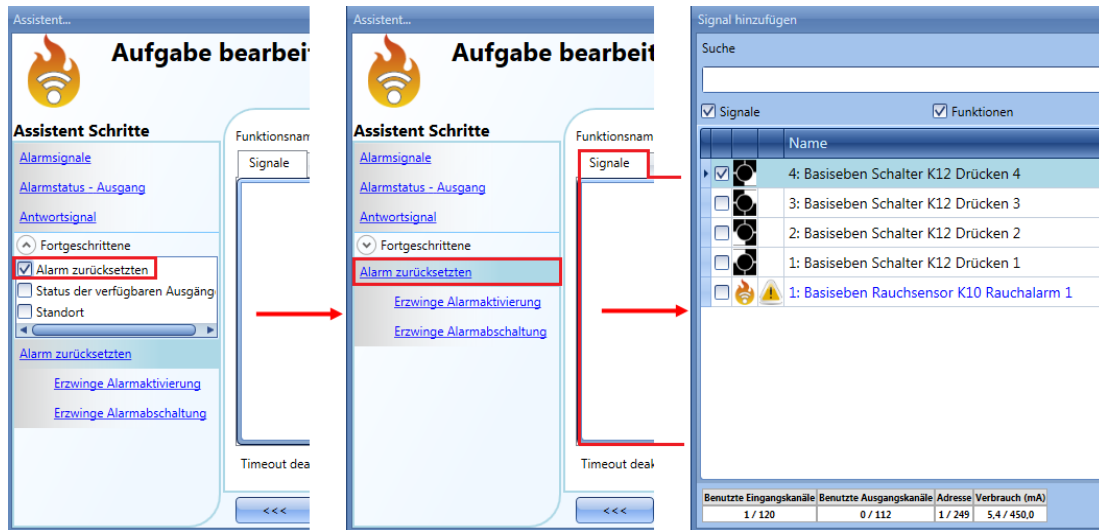 Assistent...
Aufgabe bearbeit
Assistent Schritte
Alarmsignale
Alarmstatus - Ausgang
Antwortsignal
Fortgeschrittene
Alarm zurücksetzten
Status der verfügbaren Ausgäng
Standort
Alarm zurücksetzten
Erzwinge Alarmaktivierung
Erzwinge Alarmabschaltung
Funktionsnam
Signale
Timeout dea
<<<
Assistent...
Aufgabe bearbeit
Assistent Schritte
Alarmsignale
Alarmstatus - Ausgang
Antwortsignal
Fortgeschrittene
Alarm zurücksetzten
Erzwinge Alarmaktivierung
Erzwinge Alarmabschaltung
Funktionsnam
Signale
Timeout deak
<<<
Signal hinzufügen
Suche
Signale Funktionen
Name
4: Basiseben Schalter K12 Drücken 4
3: Basiseben Schalter K12 Drücken 3
2: Basiseben Schalter K12 Drücken 2
1: Basiseben Schalter K12 Drücken 1
1: Basiseben Rauchsensor K10 Rauchalarm 1
Benutzte Eingangskanäle Benutzte Ausgangskanäle Adresse Verbrauch (mA)
1 / 120 0 / 112 1 / 249 5,4 / 450,0